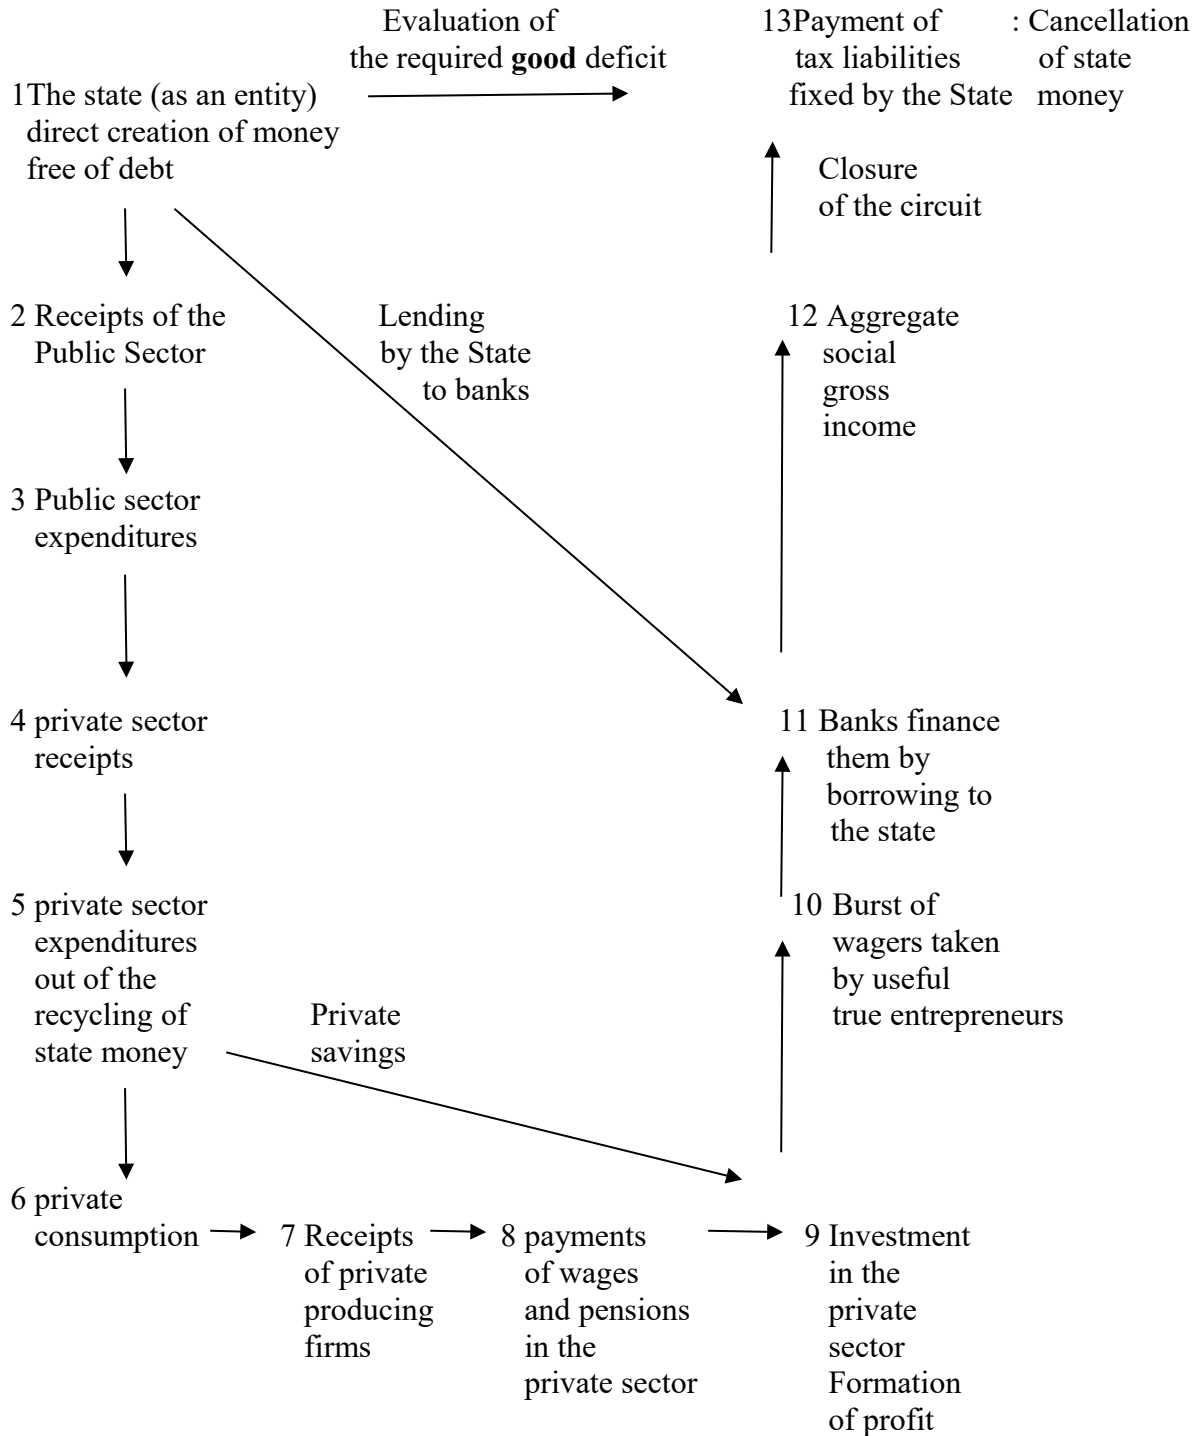 Evaluation of
the required good deficit
13Payment of : Cancellation
tax liabilities of state
fixed by the State money
1The state (as an entity)
direct creation of money
free of debt
Closure
of the circuit
2 Receipts of the
Public Sector
Lending
by the State
to banks
12 Aggregate
social
gross
income
3 Public sector
expenditures
4 private sector
receipts
11 Banks finance
them by
borrowing to
the state
5 private sector
expenditures
out of the
recycling of
state money
Private
savings
10 Burst of
wagers taken
by useful
true entrepreneurs
6 private
consumption
7 Receipts
of private
producing
firms
8 payments
of wages
and pensions
in the
private sector
9 Investment
in the
private
sector
Formation
of profit